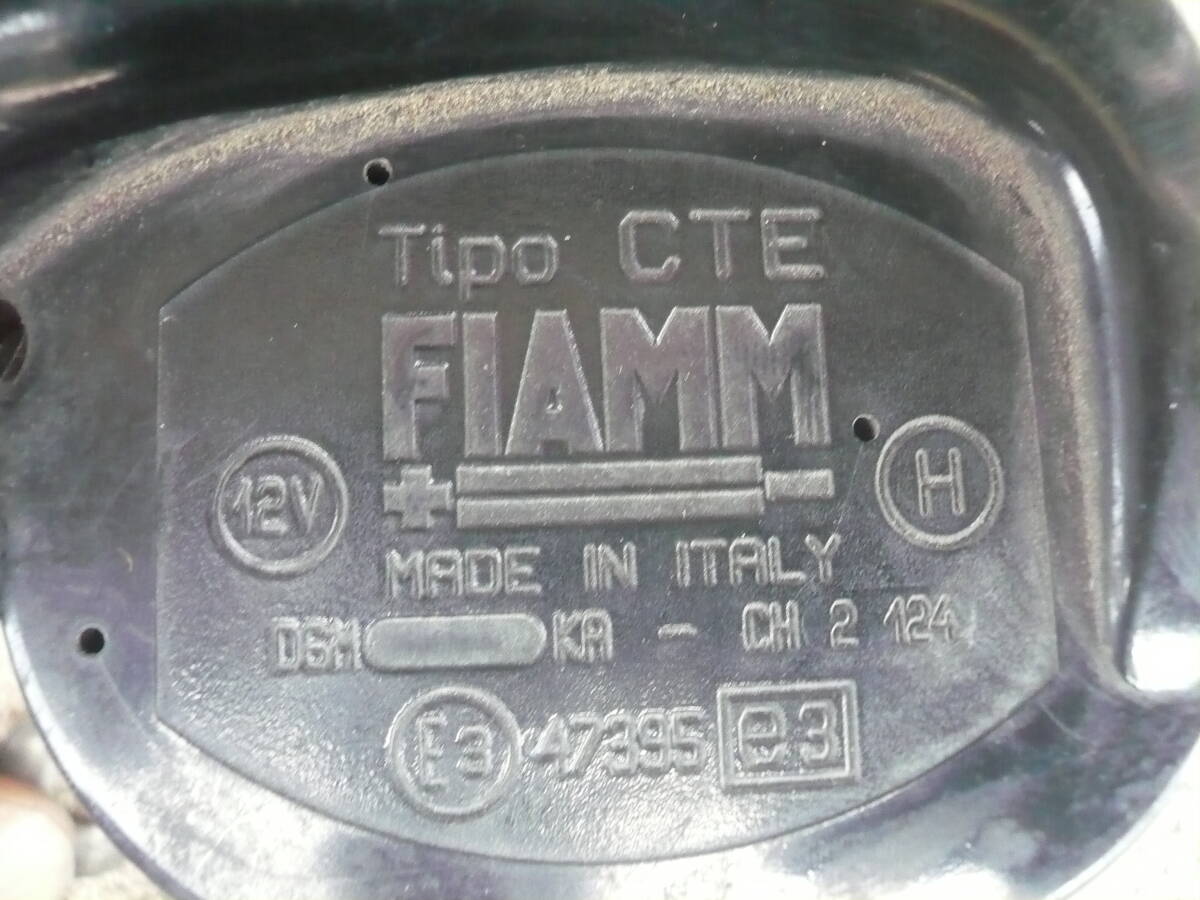 Tipo CTE
FIAMM
+ -
12V
H
MADE IN ITALY
DGM KA - CH 2 124
E3 47395 e3